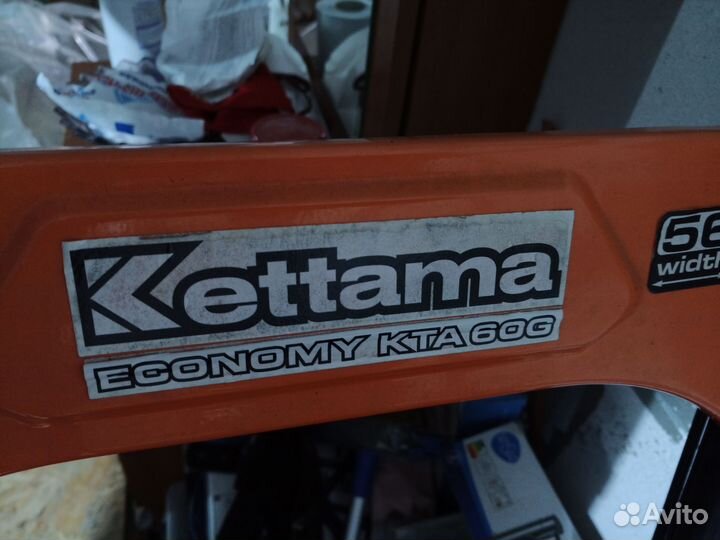 Kettama
ECONOMY KTA 60G
56
width
Avito